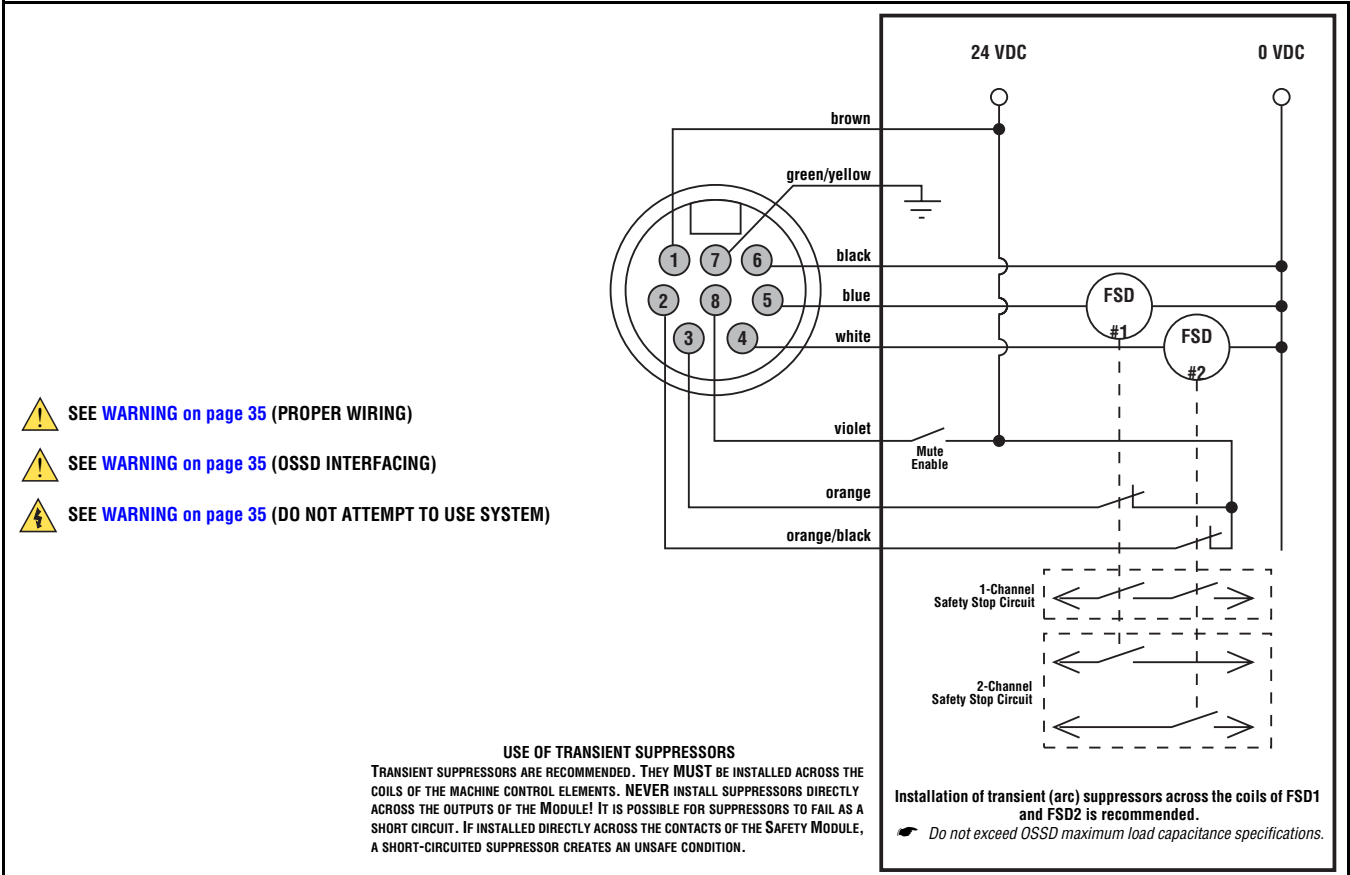 24 VDC
0 VDC
brown
green/yellow
black
blue
white
violet
orange
orange/black
1
7
6
2
8
5
3
4
FSD
#1
FSD
#2
Mute
Enable
SEE WARNING on page 35 (PROPER WIRING)
SEE WARNING on page 35 (OSSD INTERFACING)
SEE WARNING on page 35 (DO NOT ATTEMPT TO USE SYSTEM)
1-Channel
Safety Stop Circuit
2-Channel
Safety Stop Circuit
USE OF TRANSIENT SUPPRESSORS
TRANSIENT SUPPRESSORS ARE RECOMMENDED. THEY MUST BE INSTALLED ACROSS THE
COILS OF THE MACHINE CONTROL ELEMENTS. NEVER INSTALL SUPPRESSORS DIRECTLY
ACROSS THE OUTPUTS OF THE MODULE! IT IS POSSIBLE FOR SUPPRESSORS TO FAIL AS A
SHORT CIRCUIT. IF INSTALLED DIRECTLY ACROSS THE CONTACTS OF THE SAFETY MODULE,
A SHORT-CIRCUITED SUPPRESSOR CREATES AN UNSAFE CONDITION.
Installation of transient (arc) suppressors across the coils of FSD1
and FSD2 is recommended.
Do not exceed OSSD maximum load capacitance specifications.